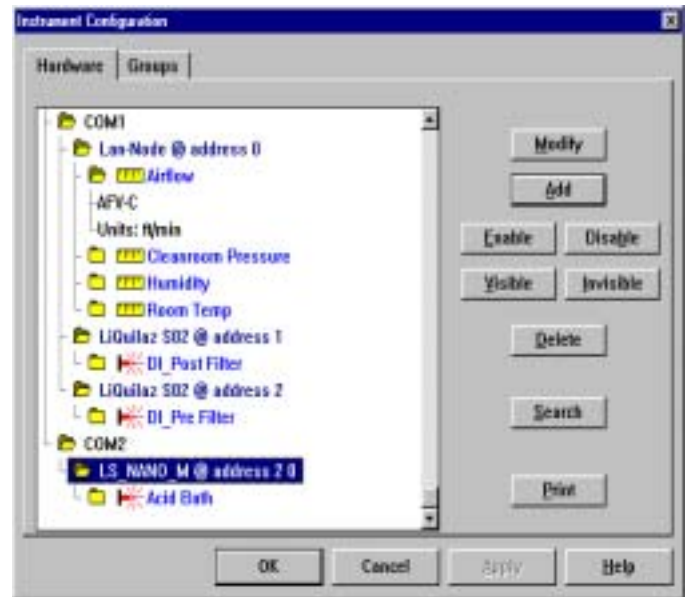 Instrument Configuration
Hardware
Groups
COM1
Lan-Node @ address 0
Airflow
AFV-C
Units: ft/min
Cleanroom Pressure
Humidity
Room Temp
LiQuilaz S02 @ address 1
DI_Post Filter
LiQuilaz S02 @ address 2
DI_Pre Filter
COM2
LS_NANO_M @ address 2 0
Acid Bath
Modify
Add
Enable
Disable
Visible
Invisible
Delete
Search
Print
OK
Cancel
Apply
Help